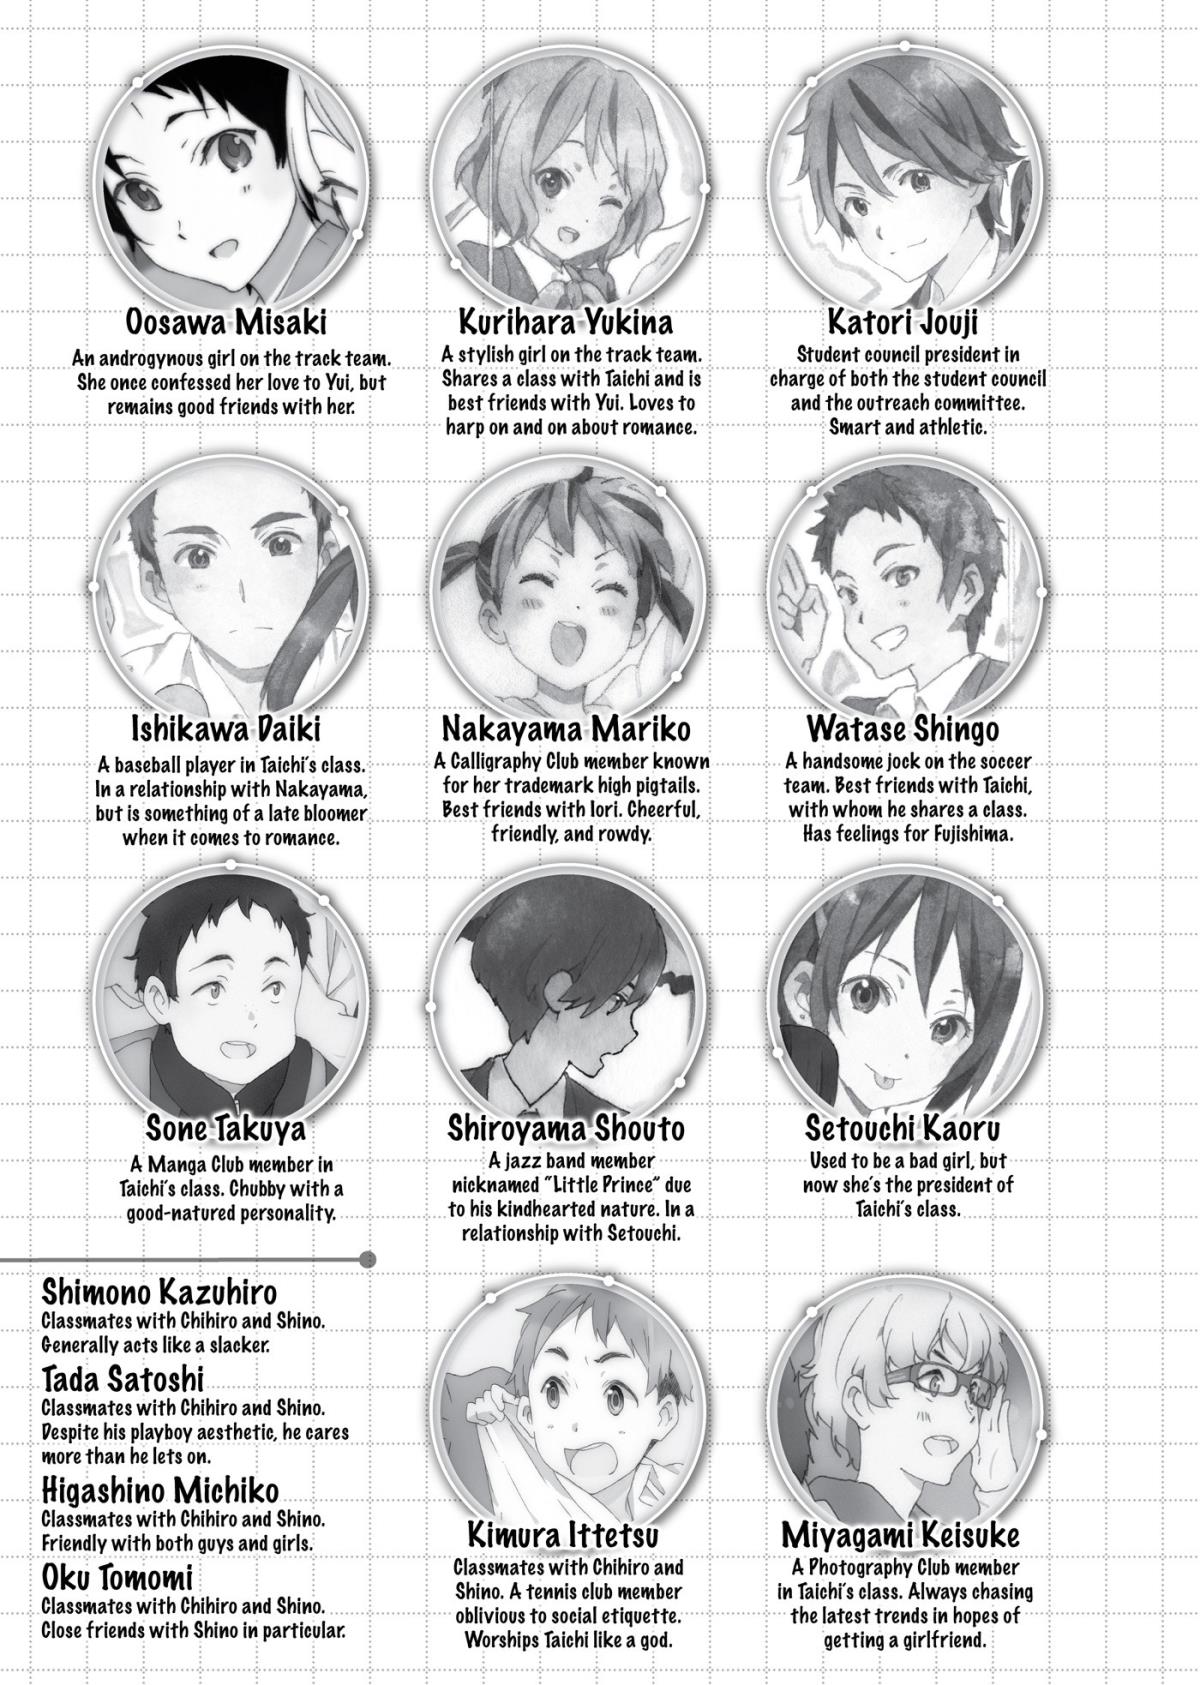 Oosawa Misaki
An androgynous girl on the track team.
She once confessed her love to Yui, but
remains good friends with her.
Kurihara Yukina
A stylish girl on the track team.
Shares a class with Taichi and is
best friends with Yui. Loves to
harp on and on about romance.
Katori Jouji
Student council president in
charge of both the student council
and the outreach committee.
Smart and athletic.
Ishikawa Daiki
A baseball player in Taichi's class.
In a relationship with Nakayama,
but is something of a late bloomer
when it comes to romance.
Nakayama Mariko
A Calligraphy Club member known
for her trademark high pigtails.
Best friends with Iori. Cheerful,
friendly, and rowdy.
Watase Shingo
A handsome jock on the soccer
team. Best friends with Taichi,
with whom he shares a class.
Has feelings for Fujishima.
Sone Takuya
A Manga Club member in
Taichi's class. Chubby with a
good-natured personality.
Shiroyama Shouto
A jazz band member
nicknamed "Little Prince" due
to his kindhearted nature. In a
relationship with Setouchi.
Setouchi Kaoru
Used to be a bad girl, but
now she's the president of
Taichi's class.
Shimono Kazuhiro
Classmates with Chihiro and Shino.
Generally acts like a slacker.
Tada Satoshi
Classmates with Chihiro and Shino.
Despite his playboy aesthetic, he cares
more than he lets on.
Higashino Michiko
Classmates with Chihiro and Shino.
Friendly with both guys and girls.
Oku Tomomi
Classmates with Chihiro and Shino.
Close friends with Shino in particular.
Kimura Ittetsu
Classmates with Chihiro and
Shino. A tennis club member
oblivious to social etiquette.
Worships Taichi like a god.
Miyagami Keisuke
A Photography Club member
in Taichi's class. Always chasing
the latest trends in hopes of
getting a girlfriend.